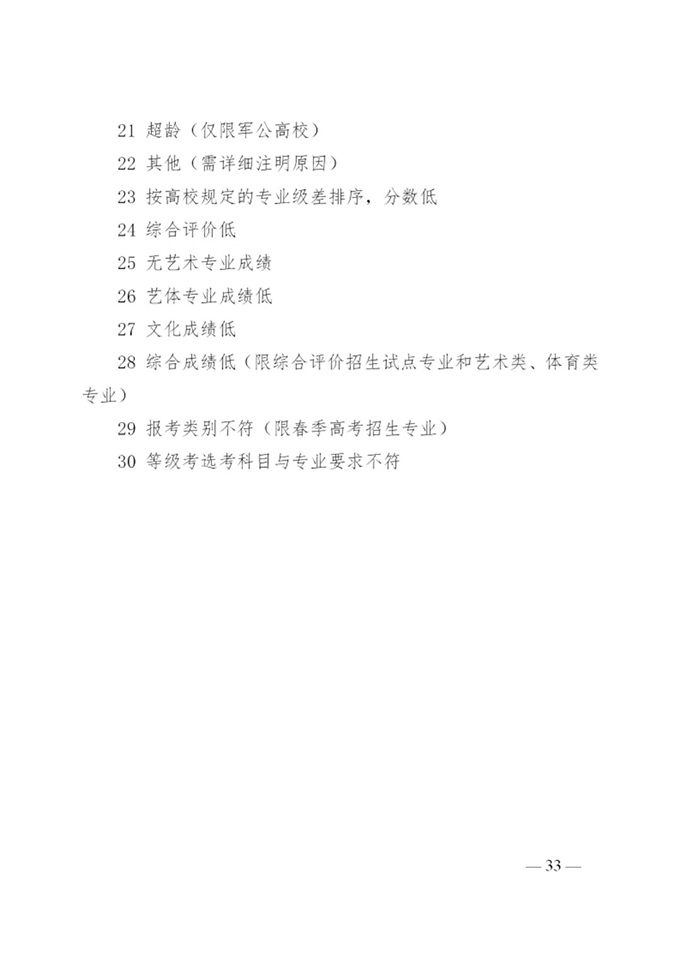 21 超龄（仅限军公高校）
22 其他（需详细注明原因）
23 按高校规定的专业级差排序，分数低
24 综合评价低
25 无艺术专业成绩
26 艺体专业成绩低
27 文化成绩低
28 综合成绩低（限综合评价招生试点专业和艺术类、体育类
专业）
29 报考类别不符（限春季高考招生专业）
30 等级考选考科目与专业要求不符
— 33 —